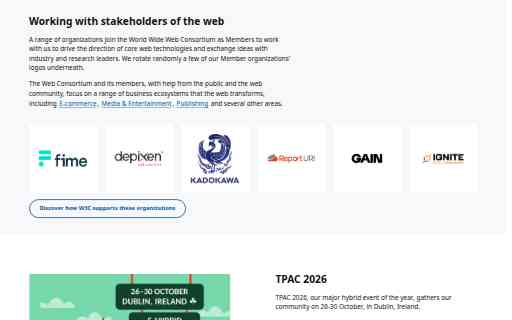 Working with stakeholders of the web
A range of organizations join the World Wide Web Consortium as Members to work
with us to drive the direction of core web technologies and exchange ideas with
industry and research leaders. We rotate randomly a few of our Member organizations'
logos underneath.
The Web Consortium and its members, with help from the public and the web
community, focus on a range of business ecosystems that the web transforms,
including E-commerce, Media & Entertainment, Publishing and several other areas.
fime
depixen
KADOKAWA
Report URI
GAIN
IGNITE
Discover how W3C supports these organizations
26-30 OCTOBER
DUBLIN, IRELAND
TPAC 2026
TPAC 2026, our major hybrid event of the year, gathers our
community on 26-30 October, in Dublin, Ireland.